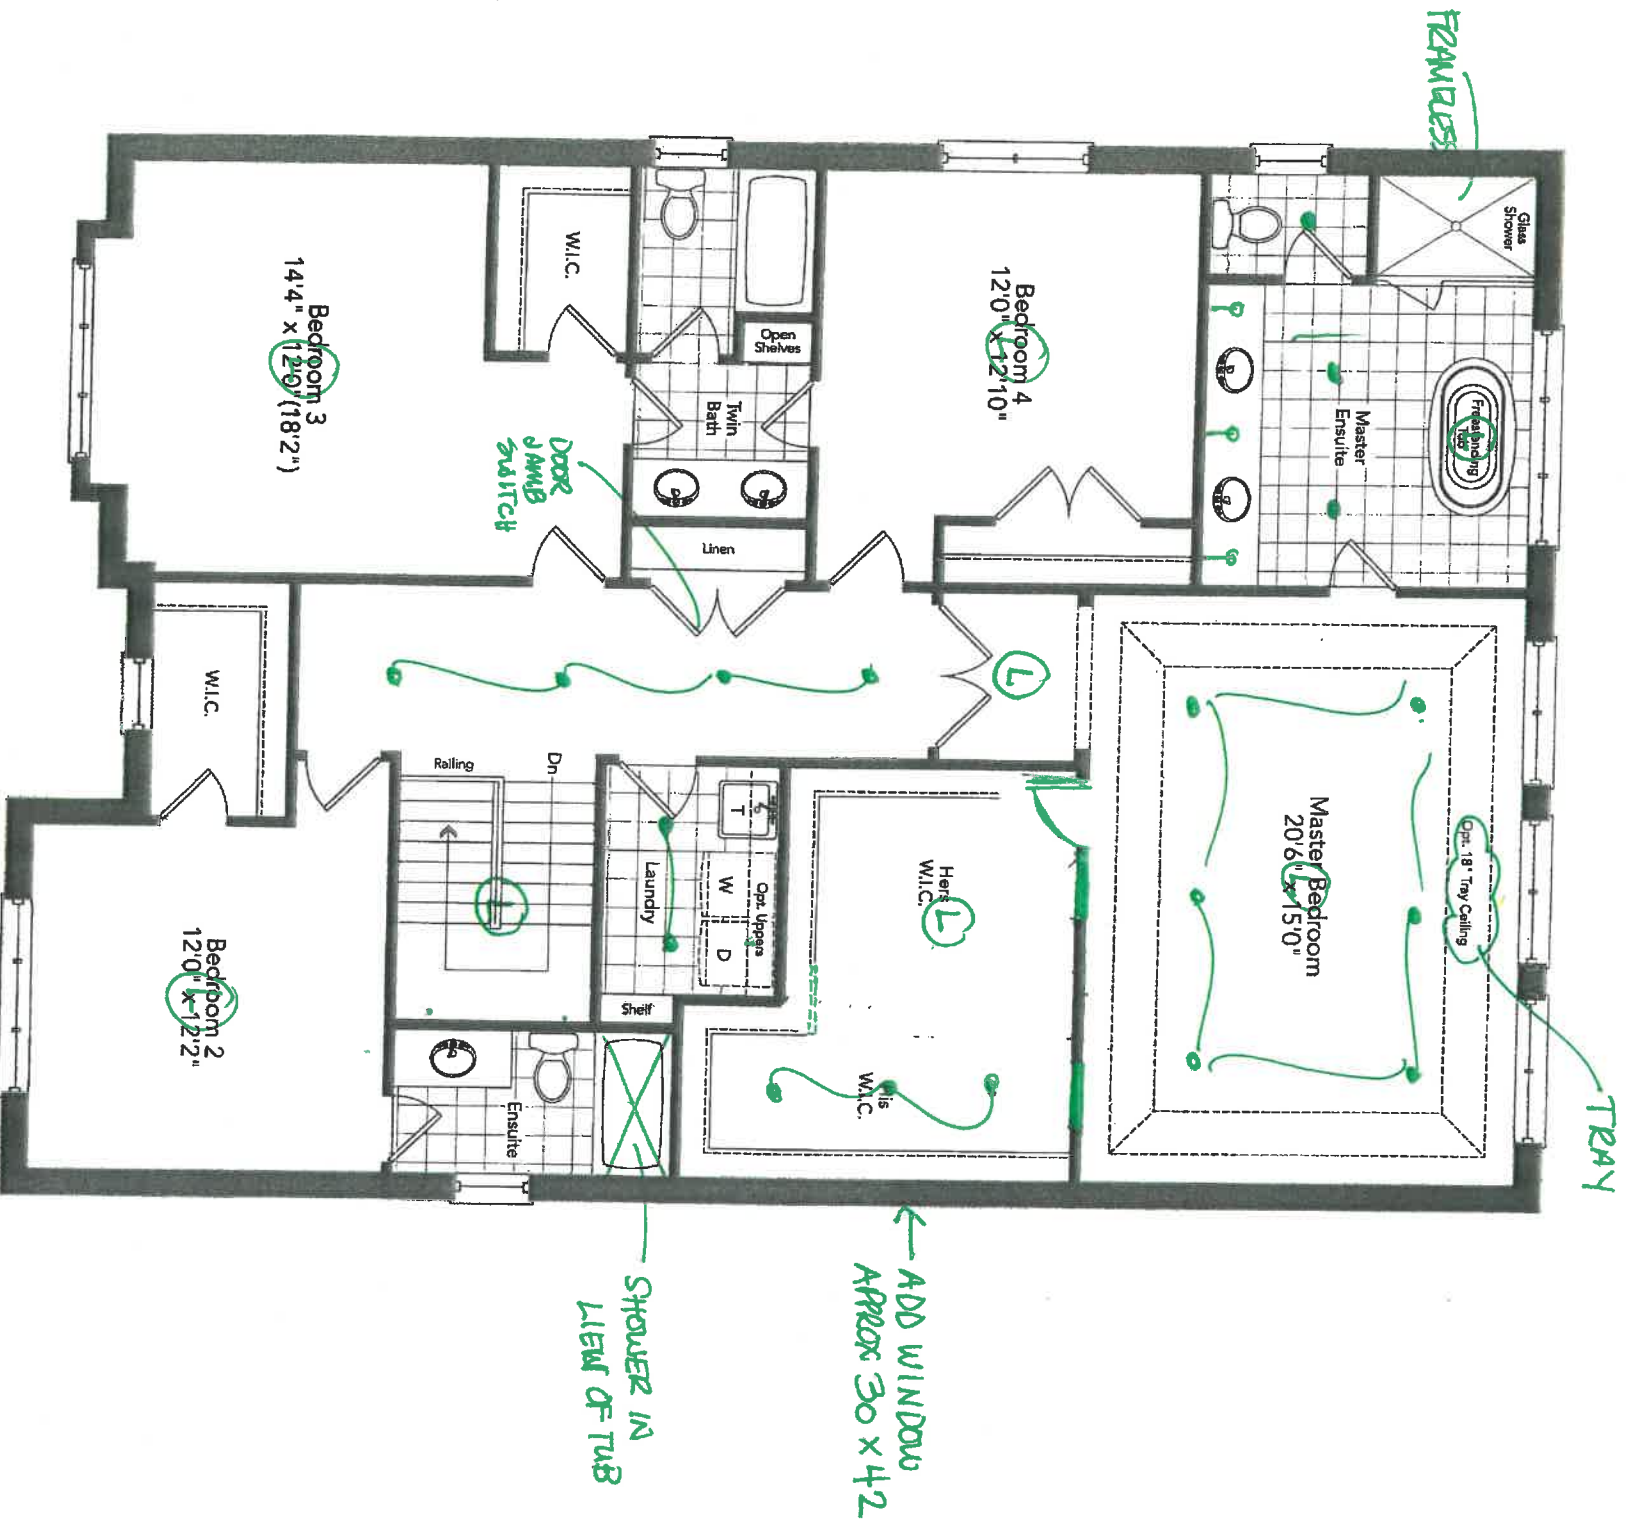 FRAMELESS
Glass
Shower
Freestanding
Tub
Master
Ensuite
Bedroom 4
12'0" x 12'10"
Open
Shelves
Twin
Bath
W.I.C.
Bedroom 3
14'4" x 12'0" (18'2")
DOOR
JAMB
SWITCH
Linen
L
Opt. 18" Tray Ceiling
TRAY
Master Bedroom
20'6" x 15'0"
L
Hers
W.I.C.
L
His
W.I.C.
T
W
D
Opt. Uppers
Laundry
Shelf
Dn
Railing
L
W.I.C.
Bedroom 2
12'0" x 12'2"
L
Ensuite
ADD WINDOW
APPROX 30 x 42
SHOWER IN
LIEW OF TUB